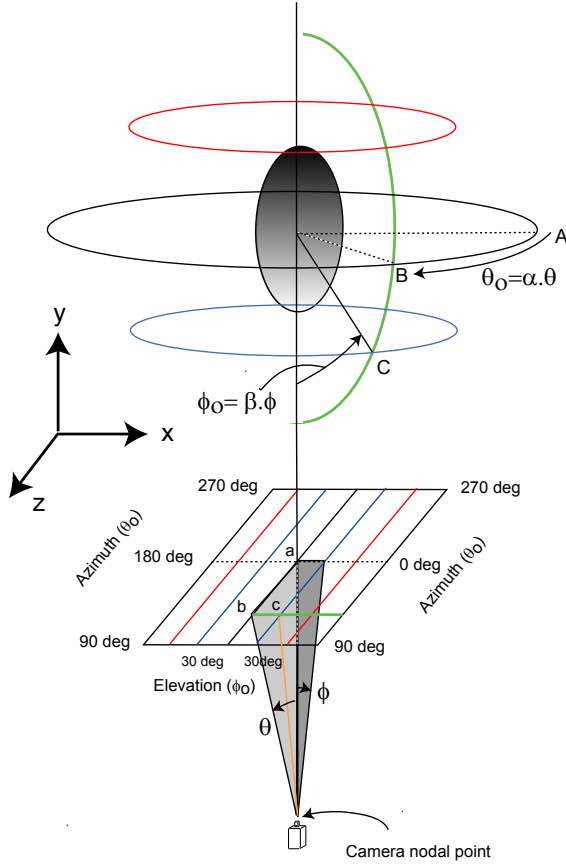 A
B
θo=α.θ
C
y
x
z
ϕo= β.ϕ
270 deg
270 deg
Azimuth (θo)
180 deg
a
0 deg
Azimuth (θo)
b
c
90 deg
30 deg
30deg
90 deg
Elevation (ϕo)
θ
ϕ
Camera nodal point